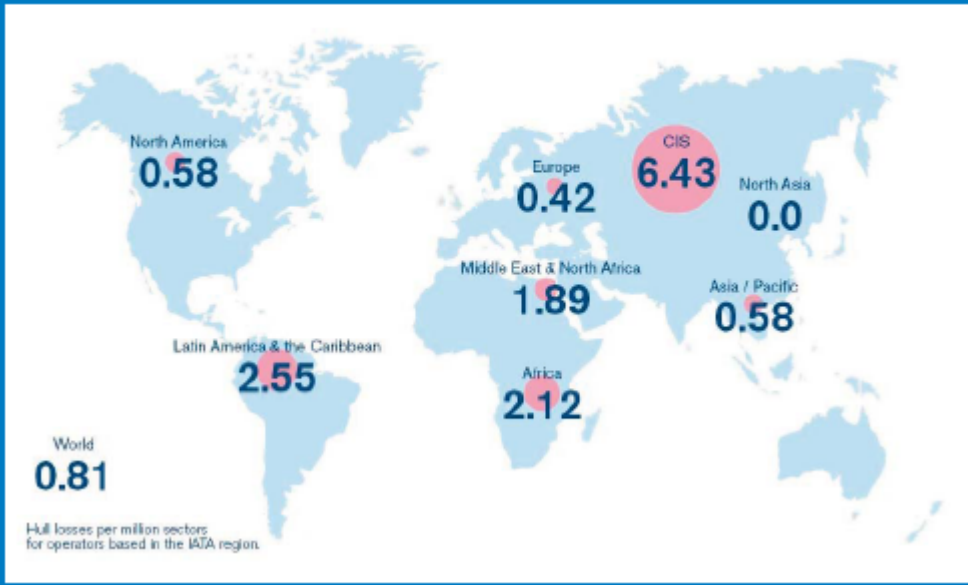 North America
0.58
Europe
0.42
CIS
6.43
North Asia
0.0
Middle East & North Africa
1.89
Asia / Pacific
0.58
Latin America & the Caribbean
2.55
Africa
2.12
World
0.81
Hull losses per million sectors
for operators based in the IATA region.